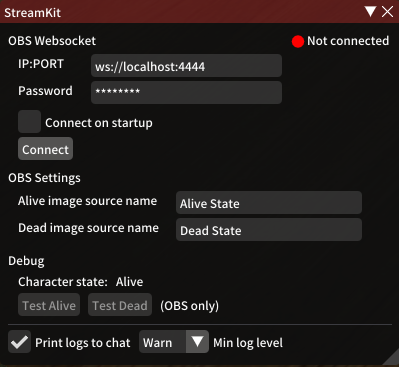 StreamKit
OBS Websocket Not connected
IP:PORT ws://localhost:4444
Password ********
Connect on startup
Connect
OBS Settings
Alive image source name Alive State
Dead image source name Dead State
Debug
Character state: Alive
Test Alive Test Dead (OBS only)
Print logs to chat Warn Min log level